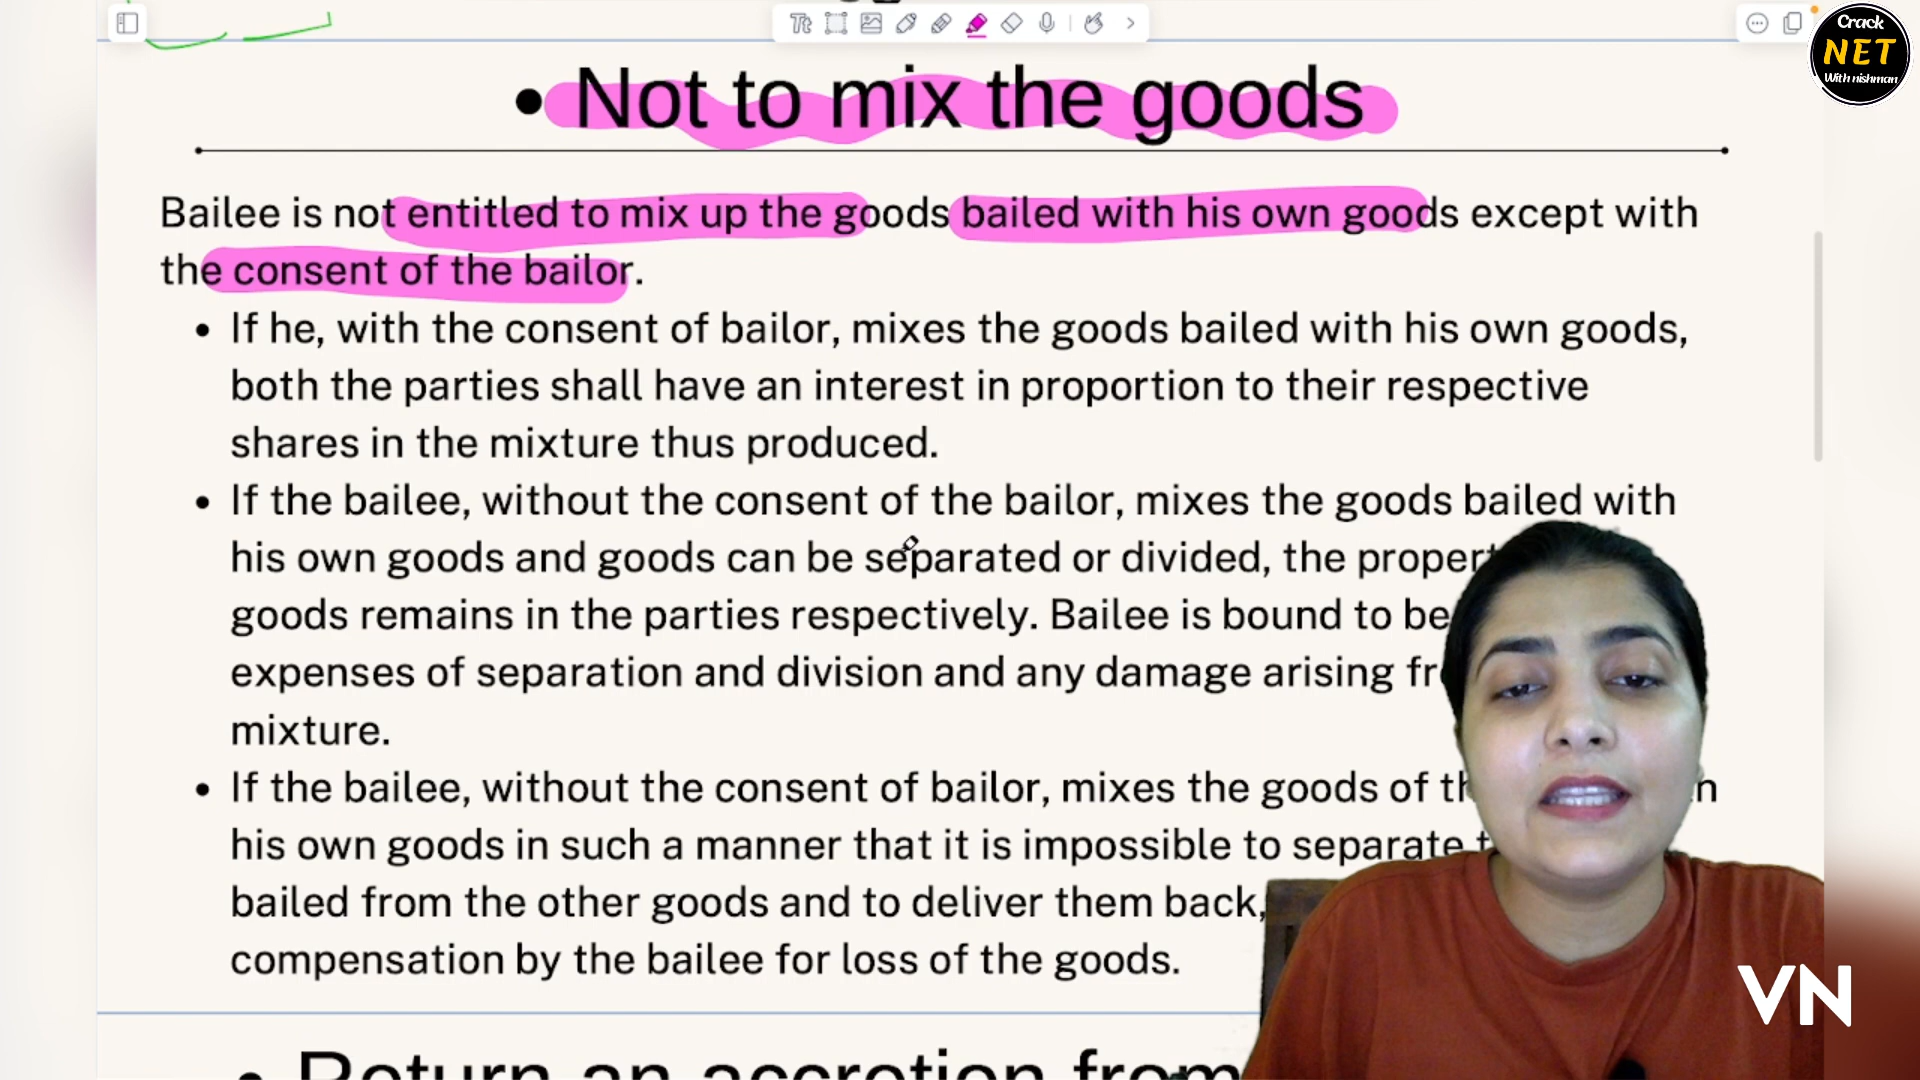 Crack
NET
With nishman
• Not to mix the goods
Bailee is not entitled to mix up the goods bailed with his own goods except with
the consent of the bailor.
• If he, with the consent of bailor, mixes the goods bailed with his own goods,
both the parties shall have an interest in proportion to their respective
shares in the mixture thus produced.
• If the bailee, without the consent of the bailor, mixes the goods bailed with
his own goods and goods can be separated or divided, the
goods remains in the parties respectively. Bailee is bound to
expenses of separation and division and any damage arising
mixture.
• If the bailee, without the consent of bailor, mixes the goods of
his own goods in such a manner that it is impossible to separate
bailed from the other goods and to deliver them back,
compensation by the bailee for loss of the goods.
• Return an accretion from
VN